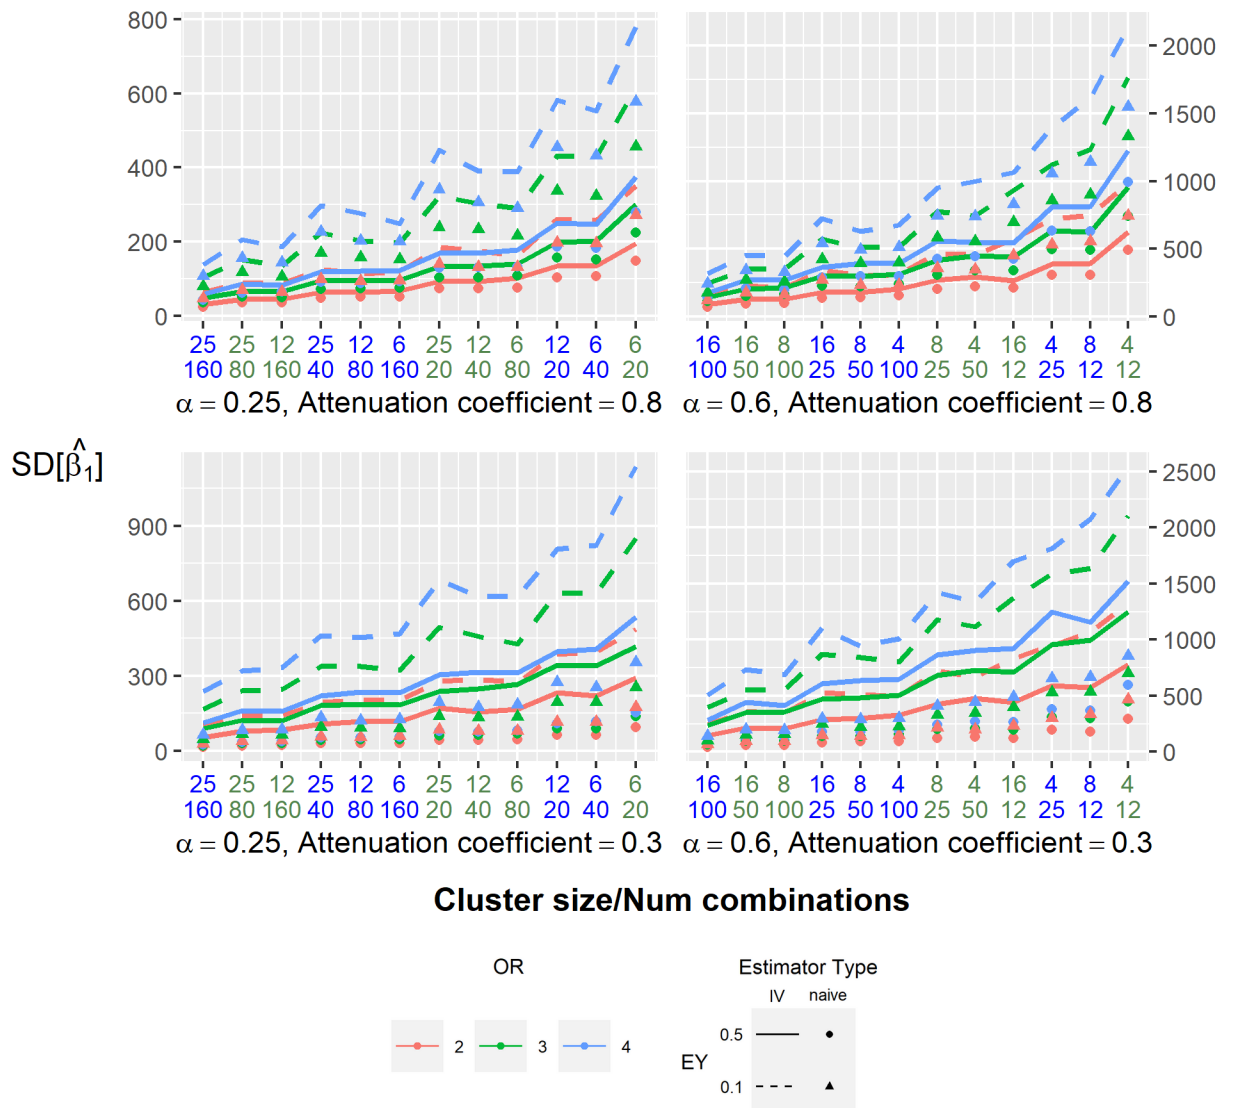 800
600
400
200
0
2000
1500
1000
500
0
25 25 12 25 12 6 25 12 6 12 6 6
160 80 160 40 80 160 20 40 80 20 40 20
α = 0.25, Attenuation coefficient = 0.8
16 16 8 16 8 4 8 4 16 4 8 4
100 50 100 25 50 100 25 50 12 25 12 12
α = 0.6, Attenuation coefficient = 0.8
SD[β̂₁]
900
600
300
0
2500
2000
1500
1000
500
0
25 25 12 25 12 6 25 12 6 12 6 6
160 80 160 40 80 160 20 40 80 20 40 20
α = 0.25, Attenuation coefficient = 0.3
16 16 8 16 8 4 8 4 16 4 8 4
100 50 100 25 50 100 25 50 12 25 12 12
α = 0.6, Attenuation coefficient = 0.3
Cluster size/Num combinations
OR
2 3 4
Estimator Type
IV naive
EY
0.5
0.1